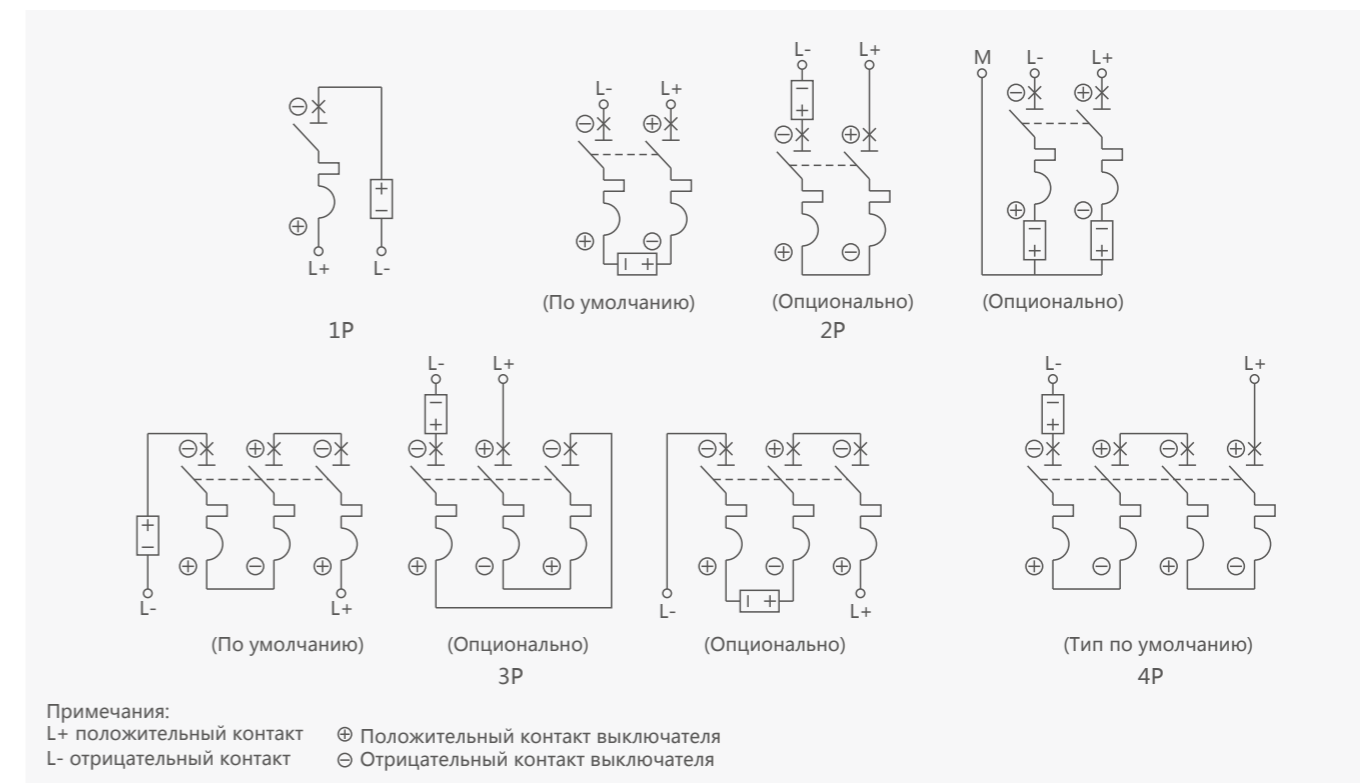 L- L+
L- L+
M L- L+
L+ L-
(По умолчанию) (Опционально) (Опционально)
1P 2P
L- L+
L- L+
L- L+ L- L+
(По умолчанию) (Опционально) (Опционально) (Тип по умолчанию)
3P 4P
Примечания:
L+ положительный контакт ⊕ Положительный контакт выключателя
L- отрицательный контакт ⊖ Отрицательный контакт выключателя